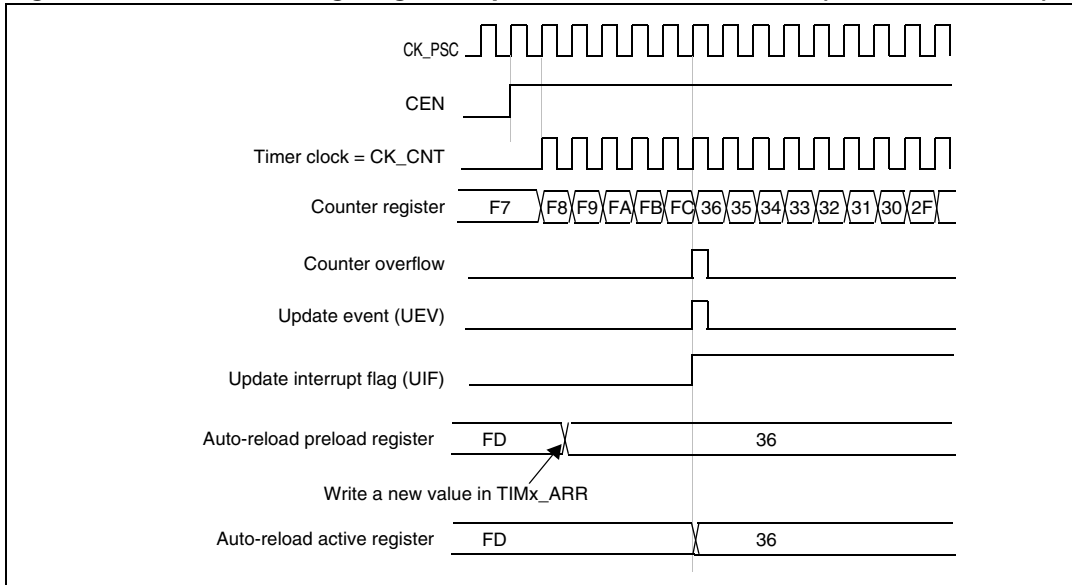 CK_PSC
CEN
Timer clock = CK_CNT
Counter register F7 F8 F9 FA FB FC 36 35 34 33 32 31 30 2F
Counter overflow
Update event (UEV)
Update interrupt flag (UIF)
Auto-reload preload register FD 36
Write a new value in TIMx_ARR
Auto-reload active register FD 36